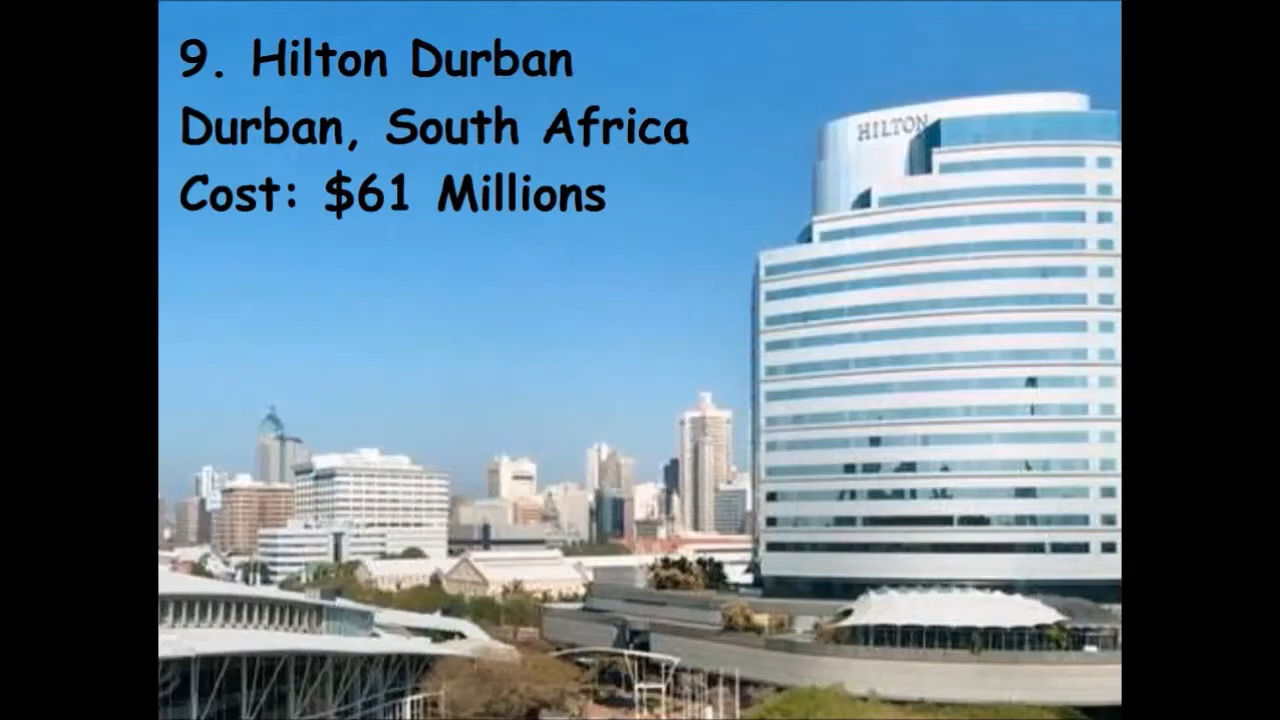 9. Hilton Durban
Durban, South Africa
Cost: $61 Millions
HILTON